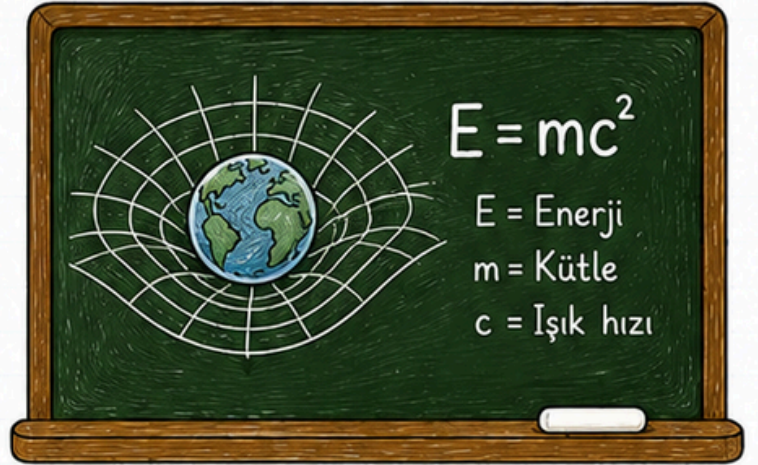 E = mc²
E = Enerji
m = Kütle
c = Işık hızı